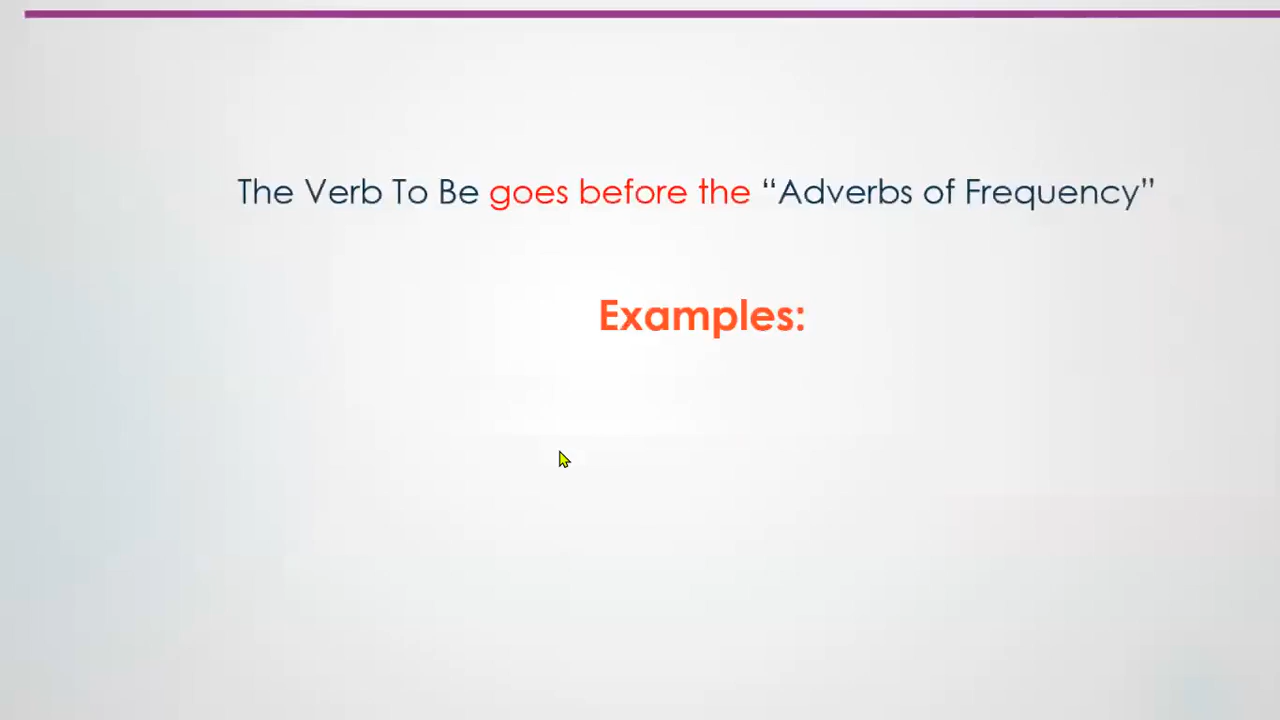 The Verb To Be goes before the “Adverbs of Frequency”
Examples: